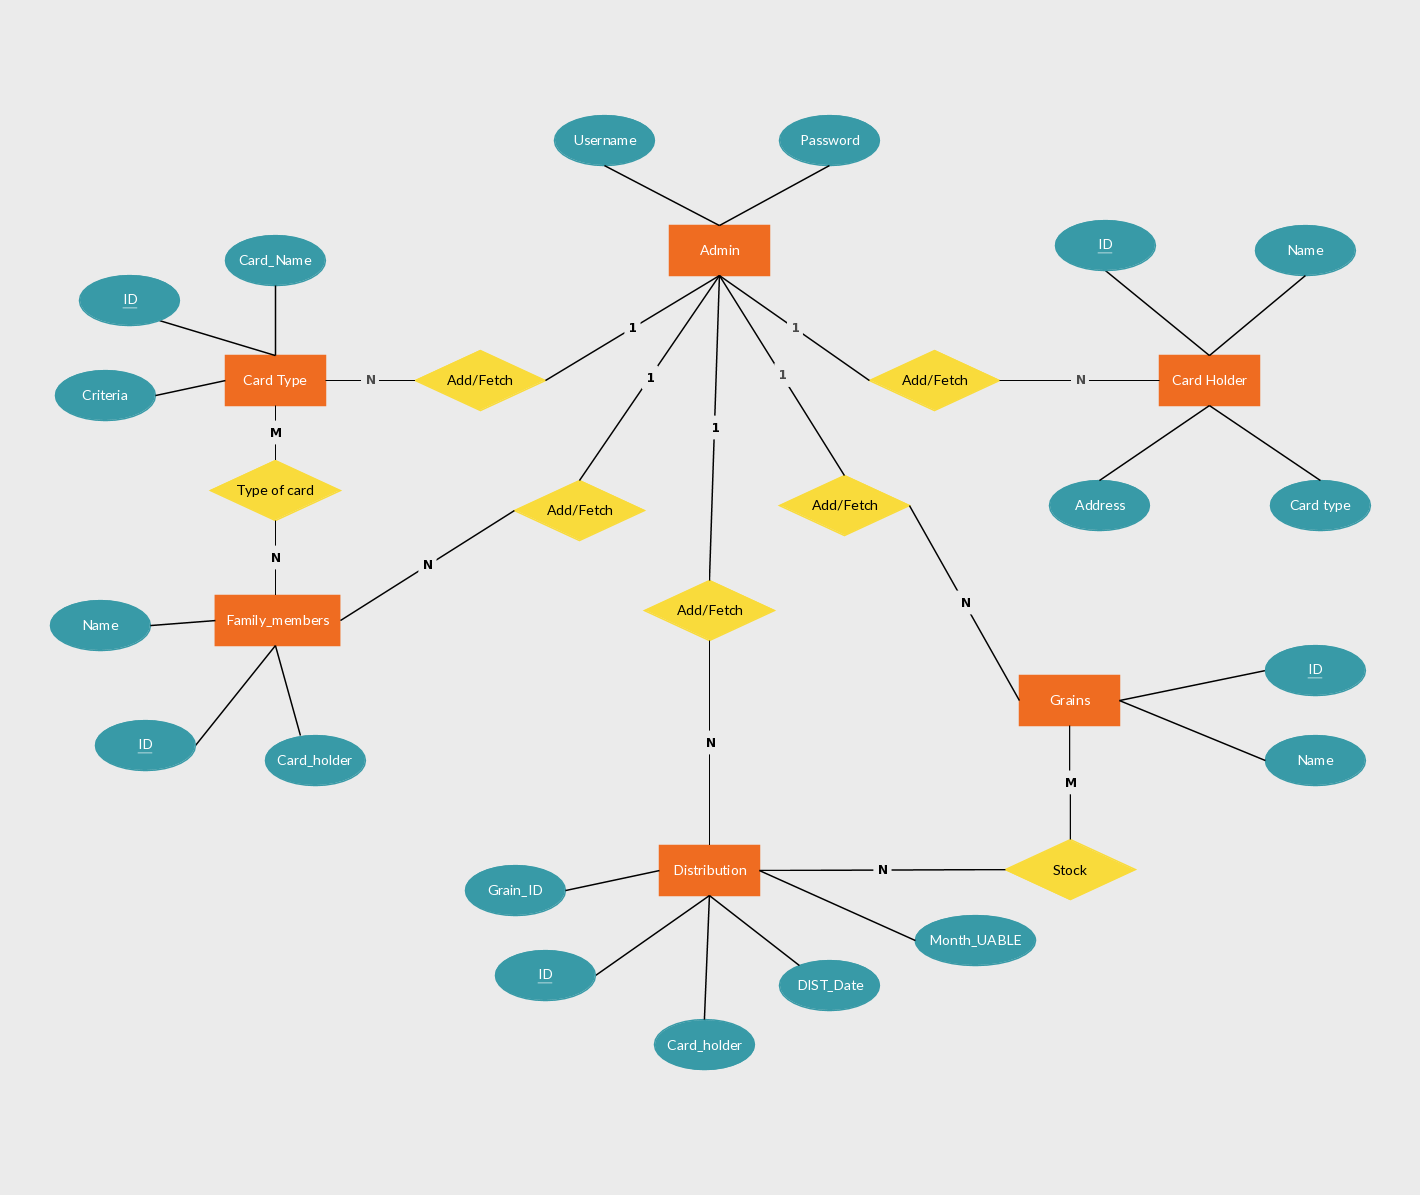 Username
Password
Admin
ID
Name
Card_Name
ID
1
1
Card Type
N
Add/Fetch
1
1
Add/Fetch
N
Card Holder
Criteria
M
1
Type of card
Add/Fetch
Add/Fetch
Address
Card type
N
N
N
Add/Fetch
Name
Family_members
ID
Grains
ID
N
Card_holder
Name
M
Distribution
N
Stock
Grain_ID
Month_UABLE
ID
DIST_Date
Card_holder